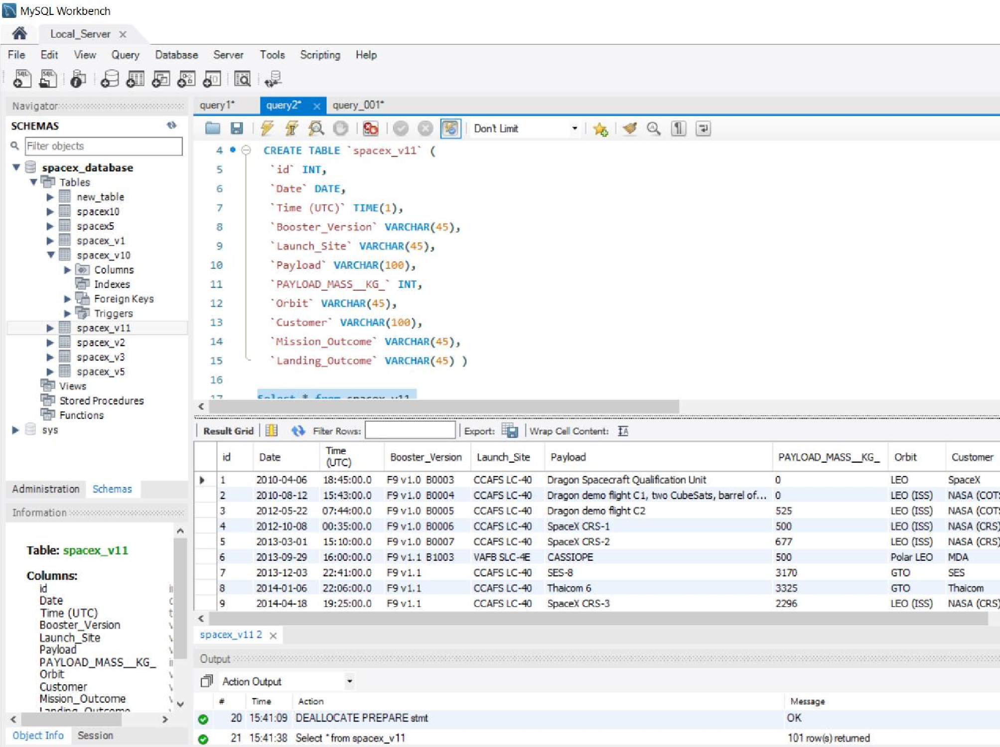 MySQL Workbench
Local_Server
File Edit View Query Database Server Tools Scripting Help
Navigator
SCHEMAS
Filter objects
spacex_database
Tables
new_table
spacex10
spacex5
spacex_v1
spacex_v10
Columns
Indexes
Foreign Keys
Triggers
spacex_v11
spacex_v2
spacex_v3
spacex_v5
Views
Stored Procedures
Functions
sys
Administration Schemas
Information
Table: spacex_v11
Columns:
id
Date
Time (UTC)
Booster_Version
Launch_Site
Payload
PAYLOAD_MASS__KG_
Orbit
Customer
Mission_Outcome
Landing_Outcome
Object Info Session
query1* query2* query_001*
Don't Limit
4 CREATE TABLE `spacex_v11` (
5 `id` INT,
6 `Date` DATE,
7 `Time (UTC)` TIME(1),
8 `Booster_Version` VARCHAR(45),
9 `Launch_Site` VARCHAR(45),
10 `Payload` VARCHAR(100),
11 `PAYLOAD_MASS__KG_` INT,
12 `Orbit` VARCHAR(45),
13 `Customer` VARCHAR(100),
14 `Mission_Outcome` VARCHAR(45),
15 `Landing_Outcome` VARCHAR(45) )
16
17 Select * from spacex_v11
Result Grid Filter Rows: Export: Wrap Cell Content:
id Date Time (UTC) Booster_Version Launch_Site Payload PAYLOAD_MASS__KG_ Orbit Customer
1 2010-04-06 18:45:00.0 F9 v1.0 B0003 CCAFS LC-40 Dragon Spacecraft Qualification Unit 0 LEO SpaceX
2 2010-08-12 15:43:00.0 F9 v1.0 B0004 CCAFS LC-40 Dragon demo flight C1, two CubeSats, barrel of... 0 LEO (ISS) NASA (COTS
3 2012-05-22 07:44:00.0 F9 v1.0 B0005 CCAFS LC-40 Dragon demo flight C2 525 LEO (ISS) NASA (COTS
4 2012-10-08 00:35:00.0 F9 v1.0 B0006 CCAFS LC-40 SpaceX CRS-1 500 LEO (ISS) NASA (CRS)
5 2013-03-01 15:10:00.0 F9 v1.0 B0007 CCAFS LC-40 SpaceX CRS-2 677 LEO (ISS) NASA (CRS)
6 2013-09-29 16:00:00.0 F9 v1.1 B1003 VAFB SLC-4E CASSIOPE 500 Polar LEO MDA
7 2013-12-03 22:41:00.0 F9 v1.1 CCAFS LC-40 SES-8 3170 GTO SES
8 2014-01-06 22:06:00.0 F9 v1.1 CCAFS LC-40 Thaicom 6 3325 GTO Thaicom
9 2014-04-18 19:25:00.0 F9 v1.1 CCAFS LC-40 SpaceX CRS-3 2296 LEO (ISS) NASA (CRS)
spacex_v11 2
Output
Action Output
# Time Action Message
20 15:41:09 DEALLOCATE PREPARE stmt OK
21 15:41:38 Select * from spacex_v11 101 row(s) returned